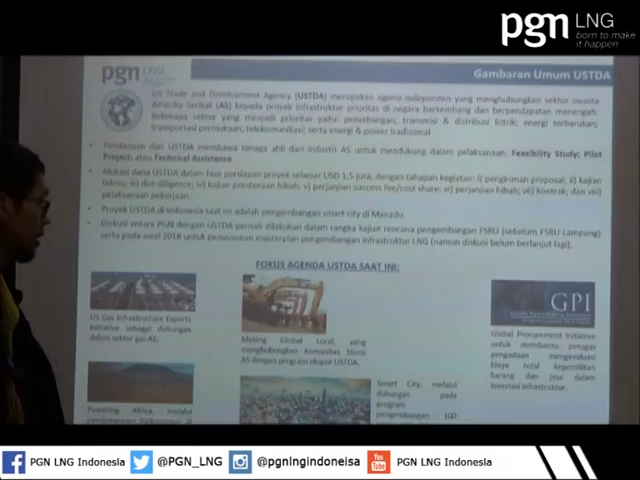 pgn LNG
born to make
it happen
pgn LNG
Gambaran Umum USTDA
US Trade and Development Agency (USTDA) merupakan agensi independen yang menghubungkan sektor swasta
Amerika Serikat (AS) kepada proyek infrastruktur prioritas di negara berkembang dan berpendapatan menengah.
Beberapa sektor yang menjadi prioritas yaitu: penerbangan; transmisi & distribusi listrik; energi terbarukan;
transportasi permukaan; telekomunikasi; serta energi & power tradisional
• Pendanaan dari USTDA membawa tenaga ahli dari industri AS untuk mendukung dalam pelaksanaan: Feasibility Study; Pilot
Project; atau Technical Assistance.
• Alokasi dana USTDA dalam fase persiapan proyek sebesar USD 1,5 juta, dengan tahapan kegiatan: i) pengiriman proposal; ii) kajian
teknis; iii) due diligence; iv) kajian pendanaan hibah; v) perjanjian success fee/cost share; vi) perjanjian hibah; vii) kontrak; dan viii)
pelaksanaan pekerjaan.
• Proyek USTDA di Indonesia saat ini adalah pengembangan smart city di Manado.
• Diskusi antara PGN dengan USTDA pernah dilakukan dalam rangka kajian rencana pengembangan FSRU (sebelum FSRU Lampung)
serta pada awal 2018 untuk penyusunan masterplan pengembangan infrastruktur LNG (namun diskusi belum berlanjut lagi).
FOKUS AGENDA USTDA SAAT INI:
US Gas Infrastructure Exports
Initiative sebagai dukungan
dalam sektor gas AS.
Making Global Local, yang
menghubungkan komunitas bisnis
AS dengan program ekspor USTDA.
GPI
Global Procurement Initiative
untuk membantu petugas
pengadaan mengevaluasi
biaya total kepemilikan
barang dan jasa dalam
investasi infrastruktur.
Powering Africa, melalui
Smart City, melalui
dukungan pada
program
pengembangan 100
PGN LNG Indonesia
@PGN_LNG
@pgnlngindoneisa
You Tube
PGN LNG Indonesia